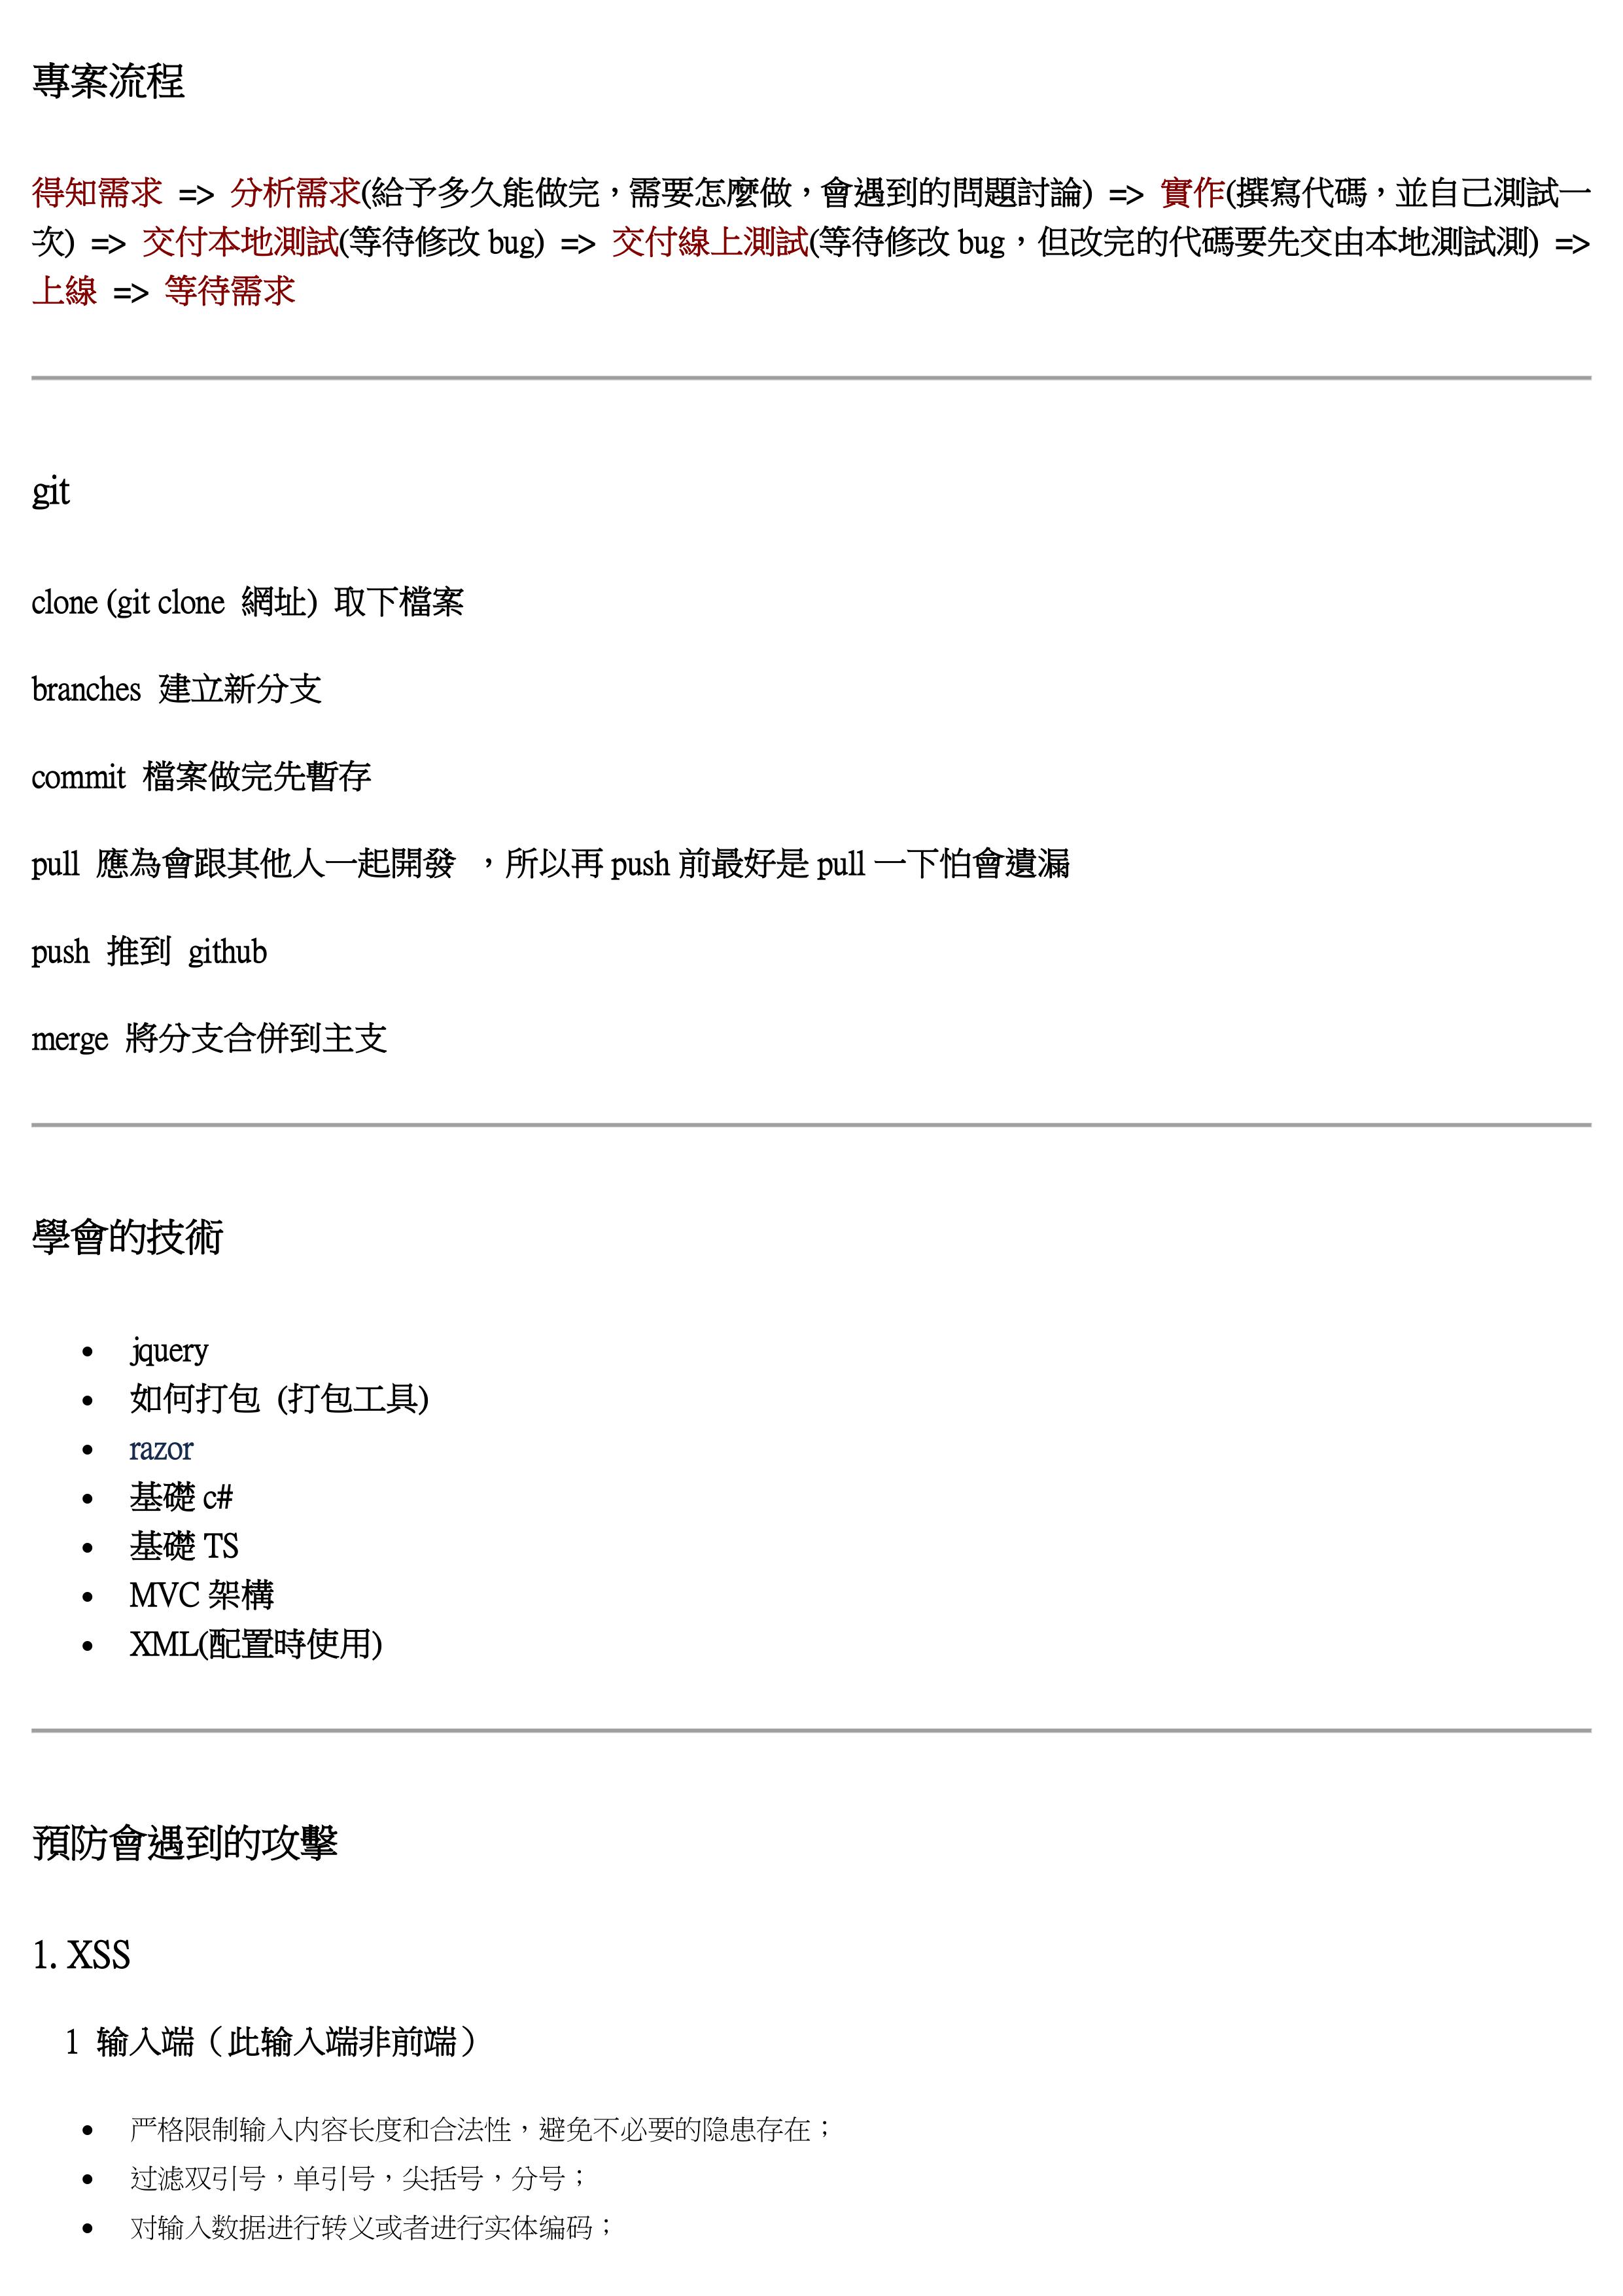 專案流程
得知需求 => 分析需求(給予多久能做完，需要怎麼做，會遇到的問題討論) => 實作(撰寫代碼，並自己測試一
次) => 交付本地測試(等待修改 bug) => 交付線上測試(等待修改 bug，但改完的代碼要先交由本地測試測) =>
上線 => 等待需求
git
clone (git clone 網址) 取下檔案
branches 建立新分支
commit 檔案做完先暫存
pull 應為會跟其他人一起開發 ，所以再 push 前最好是 pull 一下怕會遺漏
push 推到 github
merge 將分支合併到主支
學會的技術
• jquery
• 如何打包 (打包工具)
• razor
• 基礎 c#
• 基礎 TS
• MVC 架構
• XML(配置時使用)
預防會遇到的攻擊
1. XSS
1 输入端（此输入端非前端）
• 严格限制输入内容长度和合法性，避免不必要的隐患存在；
• 过滤双引号，单引号，尖括号，分号；
• 对输入数据进行转义或者进行实体编码；